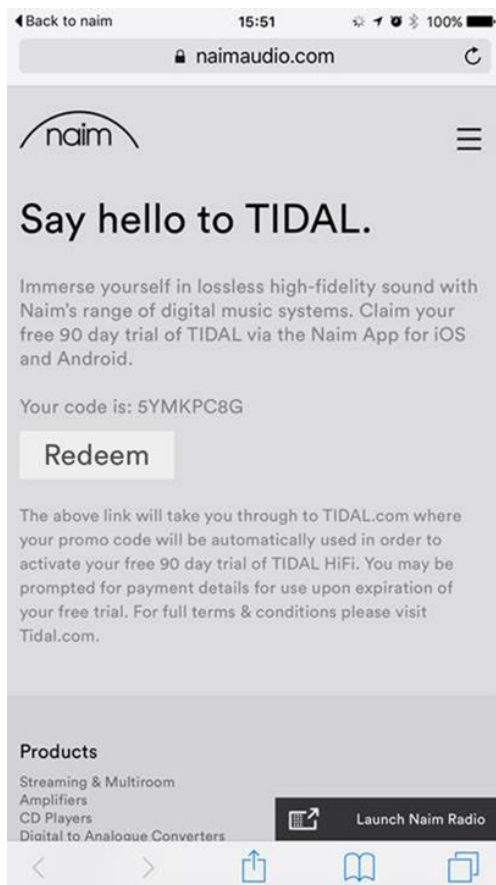 Back to naim 15:51 100%
naimaudio.com
naim
Say hello to TIDAL.
Immerse yourself in lossless high-fidelity sound with
Naim's range of digital music systems. Claim your
free 90 day trial of TIDAL via the Naim App for iOS
and Android.
Your code is: 5YMKPC8G
Redeem
The above link will take you through to TIDAL.com where
your promo code will be automatically used in order to
activate your free 90 day trial of TIDAL HiFi. You may be
prompted for payment details for use upon expiration of
your free trial. For full terms & conditions please visit
Tidal.com.
Products
Streaming & Multiroom
Amplifiers
CD Players
Digital to Analogue Converters
Launch Naim Radio